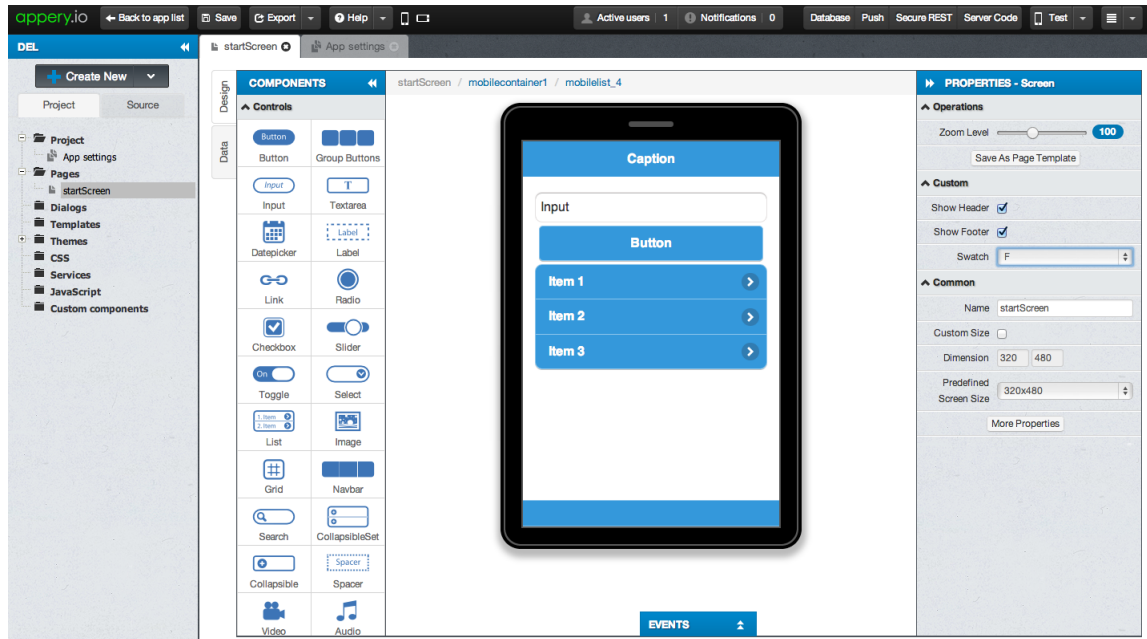 appery.io Back to app list Save Export Help Active users 1 Notifications 0 Database Push Secure REST Server Code Test
DEL
startScreen App settings
Create New
Project Source
Project
App settings
Pages
startScreen
Dialogs
Templates
Themes
CSS
Services
JavaScript
Custom components
Design
Data
COMPONENTS
Controls
Button
Button Group Buttons
Input T
Input Textarea
Label
Datepicker Label
Link Radio
Checkbox Slider
On
Toggle Select
1. Item
2. Item
List Image
Grid Navbar
Search CollapsibleSet
Spacer
Collapsible Spacer
Video Audio
startScreen / mobilecontainer1 / mobilelist_4
Caption
Input
Button
Item 1
Item 2
Item 3
EVENTS
PROPERTIES - Screen
Operations
Zoom Level 100
Save As Page Template
Custom
Show Header
Show Footer
Swatch F
Common
Name startScreen
Custom Size
Dimension 320 480
Predefined
Screen Size 320x480
More Properties